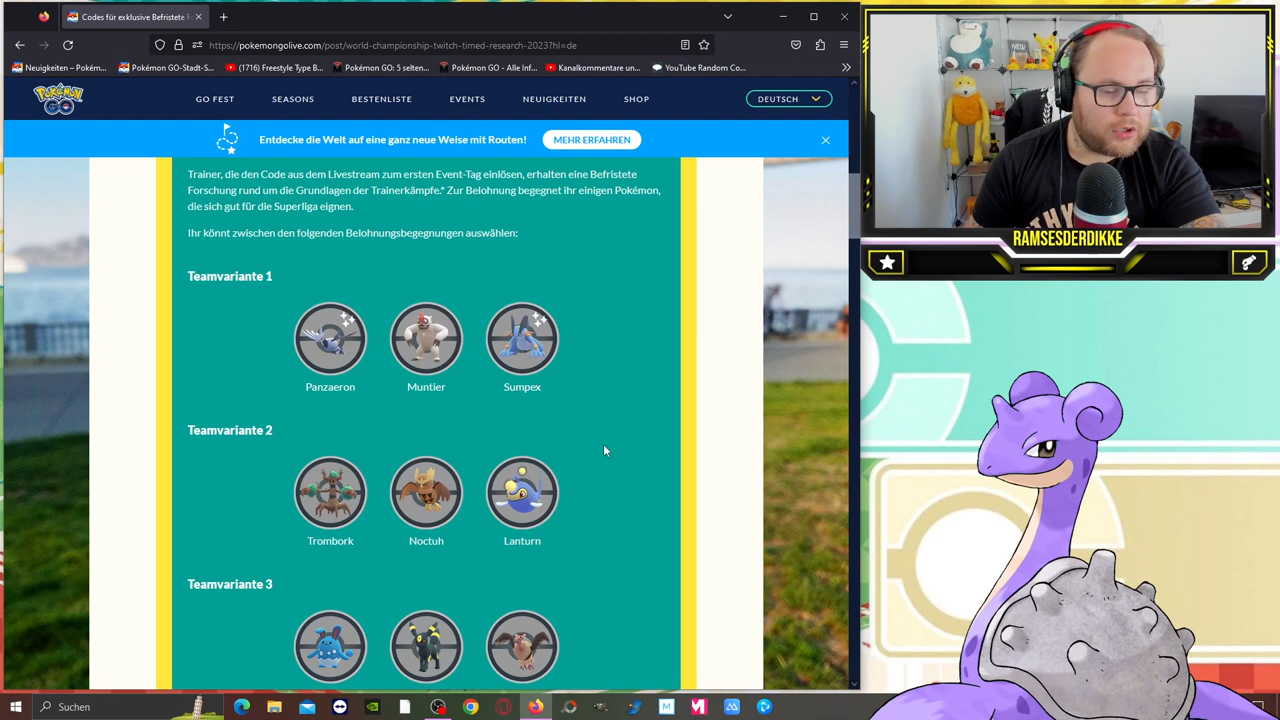 Codes für exklusive Befristete Fo
https://pokemongolive.com/post/world-championship-twitch-timed-research-2023?hl=de
Neuigkeiten – Pokém...
Pokémon GO-Stadt-S...
(1716) Freestyle Type...
Pokémon GO: 5 selten...
Pokémon GO - Alle Inf...
Kanalkommentare un...
YouTube Random Co...
Pokémon GO
GO FEST
SEASONS
BESTENLISTE
EVENTS
NEUIGKEITEN
SHOP
DEUTSCH
Entdecke die Welt auf eine ganz neue Weise mit Routen!
MEHR ERFAHREN
Trainer, die den Code aus dem Livestream zum ersten Event-Tag einlösen, erhalten eine Befristete
Forschung rund um die Grundlagen der Trainerkämpfe.* Zur Belohnung begegnet ihr einigen Pokémon,
die sich gut für die Superliga eignen.
Ihr könnt zwischen den folgenden Belohnungsbegegnungen auswählen:
Teamvariante 1
Panzaeron
Muntier
Sumpex
Teamvariante 2
Trombork
Noctuh
Lanturn
Teamvariante 3
Suchen
RAMSESDERDIKKE